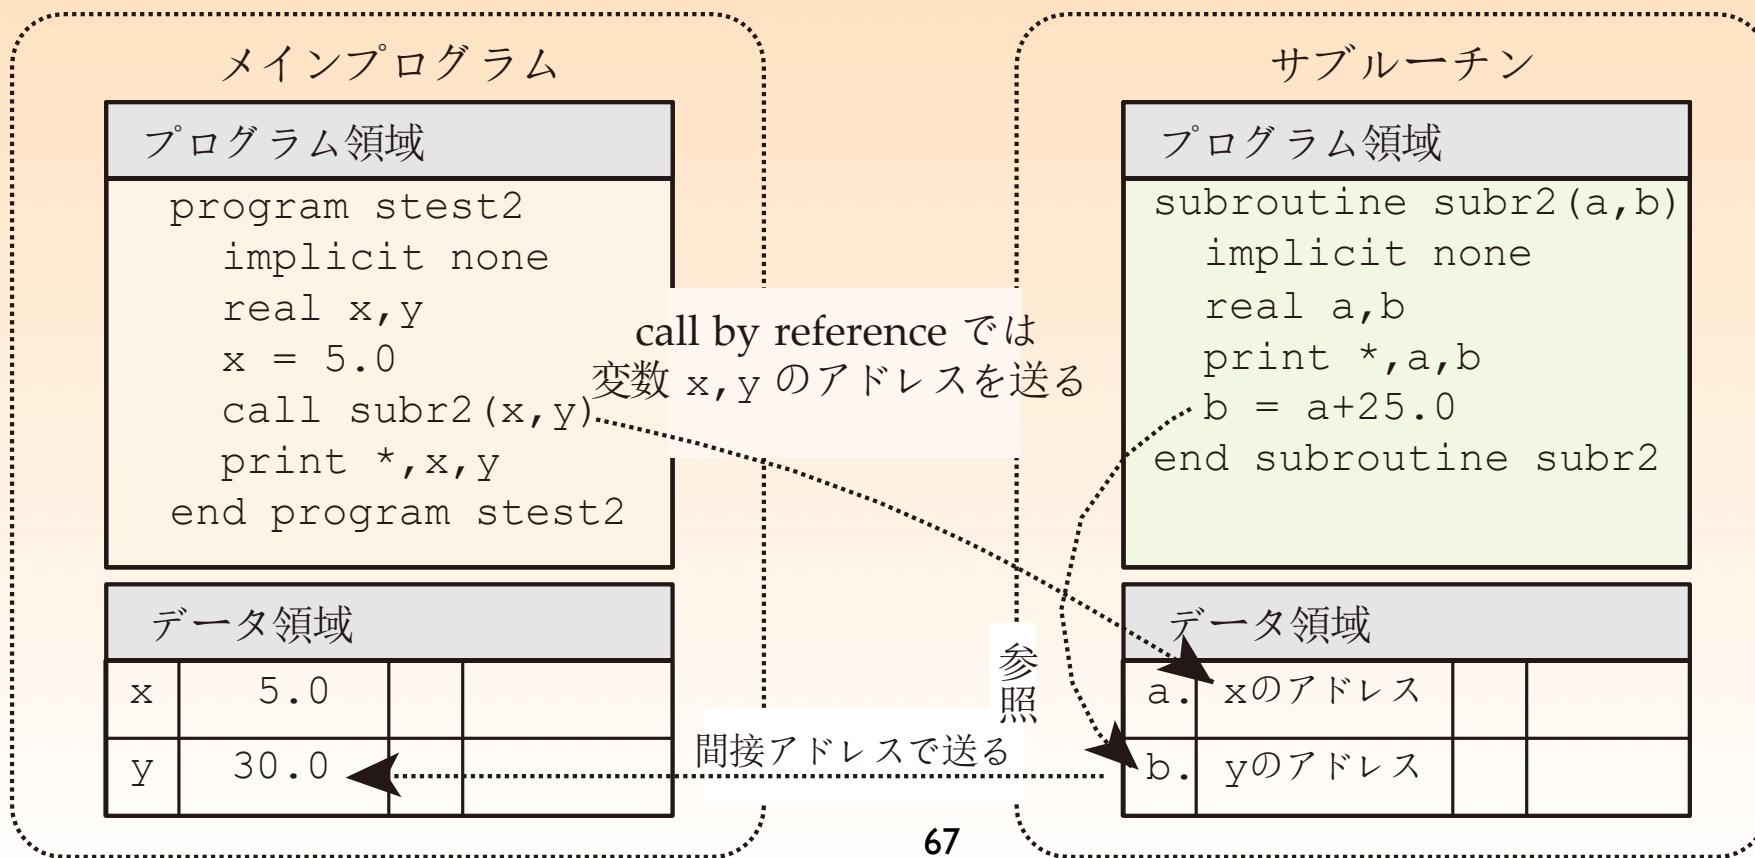 メインプログラム
プログラム領域
program stest2
implicit none
real x,y
x = 5.0
call subr2(x,y)
print *,x,y
end program stest2
データ領域
x 5.0
y 30.0
call by reference では
変数 x,y のアドレスを送る
参照
間接アドレスで送る
サブルーチン
プログラム領域
subroutine subr2(a,b)
implicit none
real a,b
print *,a,b
b = a+25.0
end subroutine subr2
データ領域
a. xのアドレス
b. yのアドレス
67